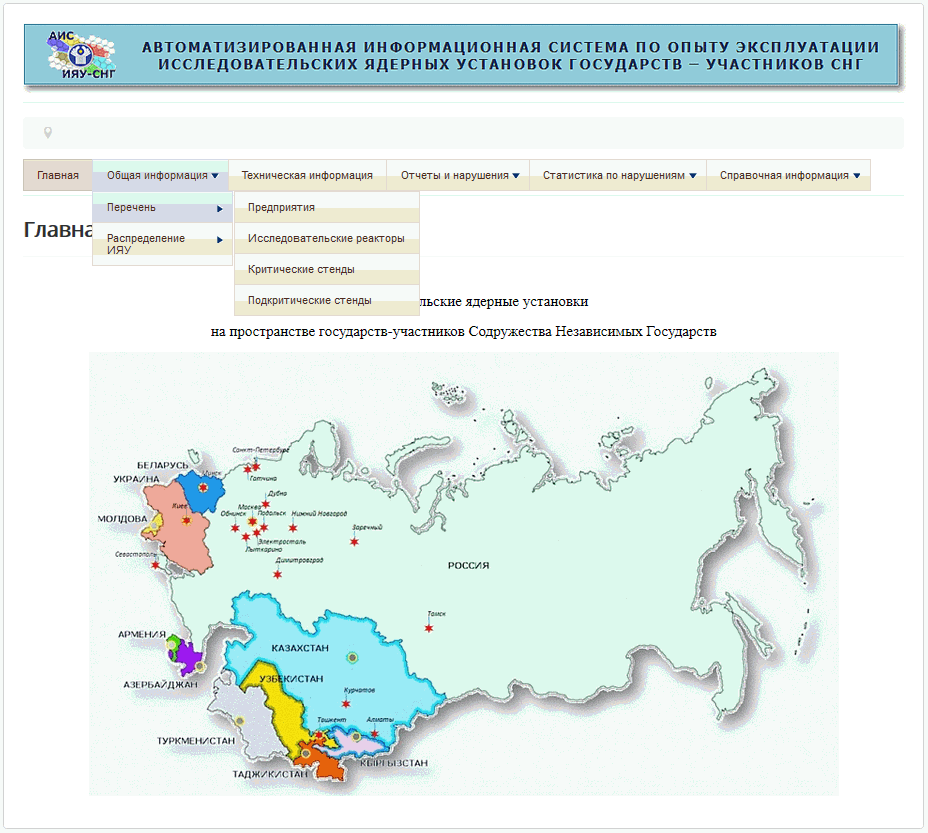 АИС
ИЯУ-СНГ
АВТОМАТИЗИРОВАННАЯ ИНФОРМАЦИОННАЯ СИСТЕМА ПО ОПЫТУ ЭКСПЛУАТАЦИИ
ИССЛЕДОВАТЕЛЬСКИХ ЯДЕРНЫХ УСТАНОВОК ГОСУДАРСТВ – УЧАСТНИКОВ СНГ
Главная
Общая информация
Техническая информация
Отчеты и нарушения
Статистика по нарушениям
Справочная информация
Перечень
Предприятия
Главна
Распределение
ИЯУ
Исследовательские реакторы
Критические стенды
Подкритические стенды
льские ядерные установки
на пространстве государств-участников Содружества Независимых Государств
Санкт-Петербург
Гатчина
БЕЛАРУСЬ
Минск
УКРАИНА
Дубна
Киев
Москва
Обнинск
Подольск
Нижний Новгород
МОЛДОВА
Заречный
Электросталь
Лыткарино
Севастополь
Димитровград
РОССИЯ
Томск
АРМЕНИЯ
КАЗАХСТАН
АЗЕРБАЙДЖАН
УЗБЕКИСТАН
Курчатов
Ташкент
Алматы
ТУРКМЕНИСТАН
КЫРГЫЗСТАН
ТАДЖИКИСТАН